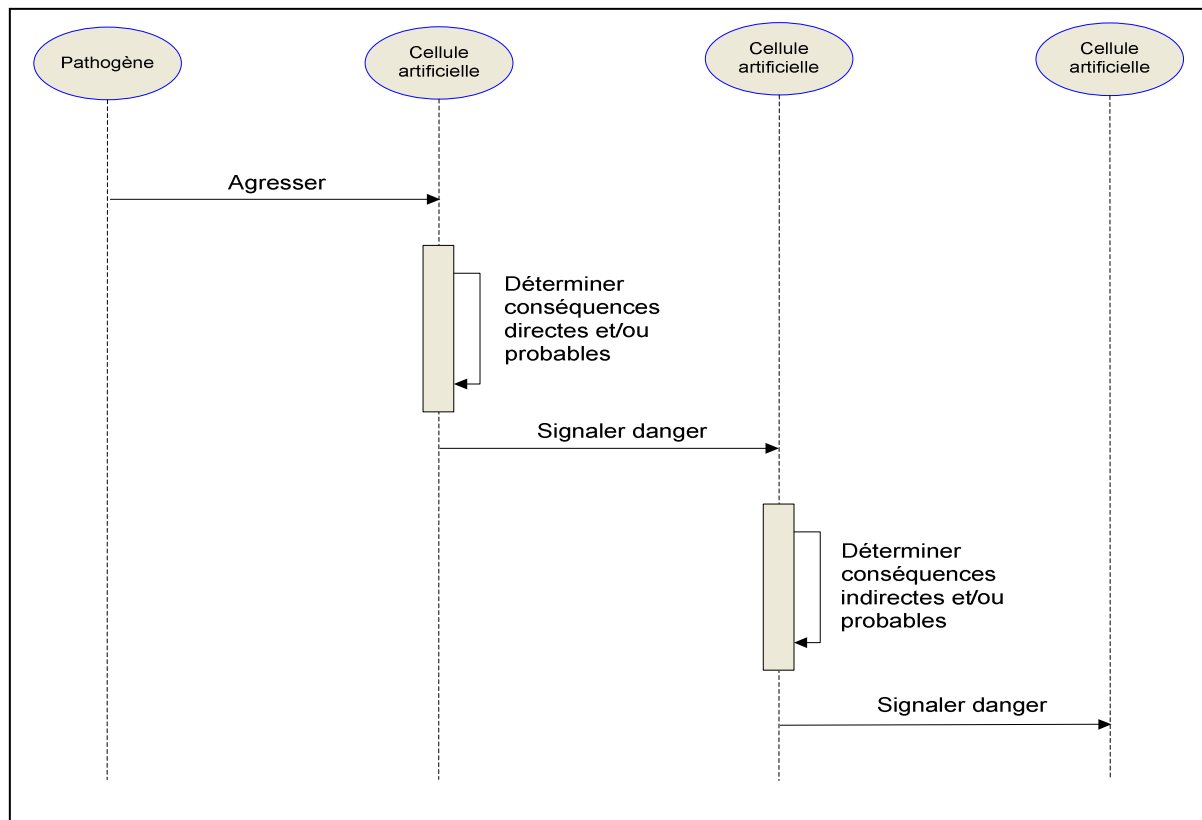 Pathogène
Cellule
artificielle
Cellule
artificielle
Cellule
artificielle
Agresser
Déterminer
conséquences
directes et/ou
probables
Signaler danger
Déterminer
conséquences
indirectes et/ou
probables
Signaler danger